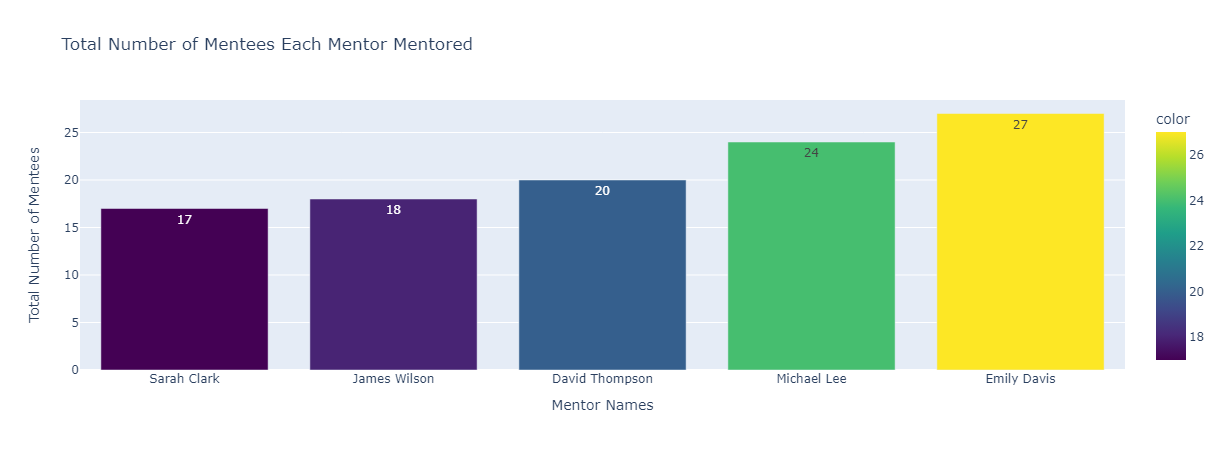 Total Number of Mentees Each Mentor Mentored
Total Number of Mentees
25
20
15
10
5
0
17
18
20
24
27
Sarah Clark
James Wilson
David Thompson
Michael Lee
Emily Davis
Mentor Names
color
26
24
22
20
18